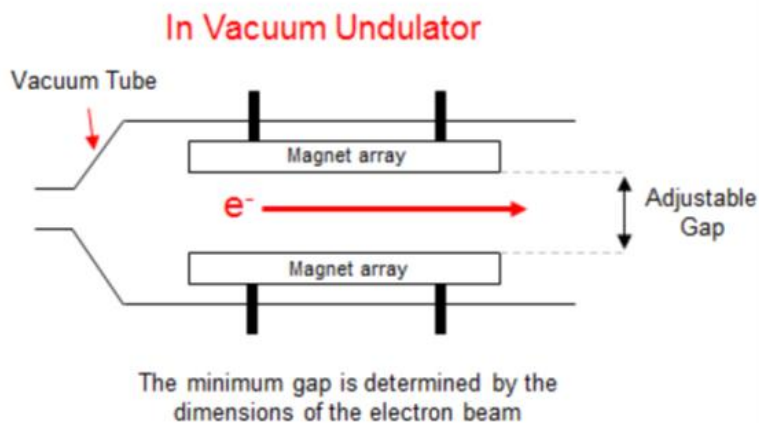 In Vacuum Undulator
Vacuum Tube
Magnet array
e-
Adjustable
Gap
Magnet array
The minimum gap is determined by the
dimensions of the electron beam